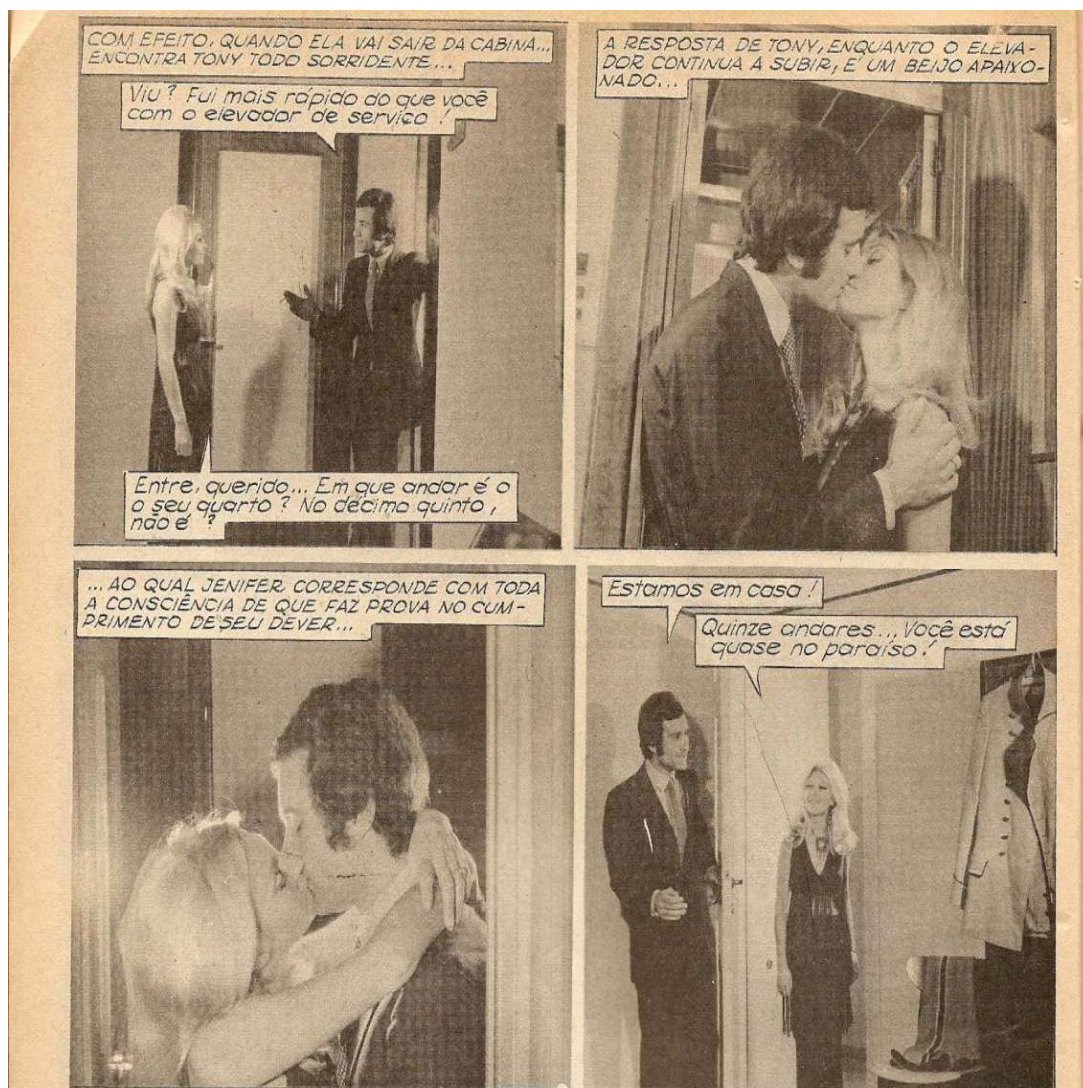 COM EFEITO, QUANDO ELA VAI SAIR DA CABINA...
ENCONTRA TONY TODO SORRIDENTE...
Viu? Fui mais rápido do que você
com o elevador de serviço!
Entre, querido... Em que andar é o
o seu quarto? No décimo quinto,
não é?
A RESPOSTA DE TONY, ENQUANTO O ELEVA-
DOR CONTINUA A SUBIR, É UM BEIJO APAIXO-
NADO...
... AO QUAL JENIFER CORRESPONDE COM TODA
A CONSCIÊNCIA DE QUE FAZ PROVA NO CUM-
PRIMENTO DE SEU DEVER...
Estamos em casa!
Quinze andares... Você está
quase no paraíso!